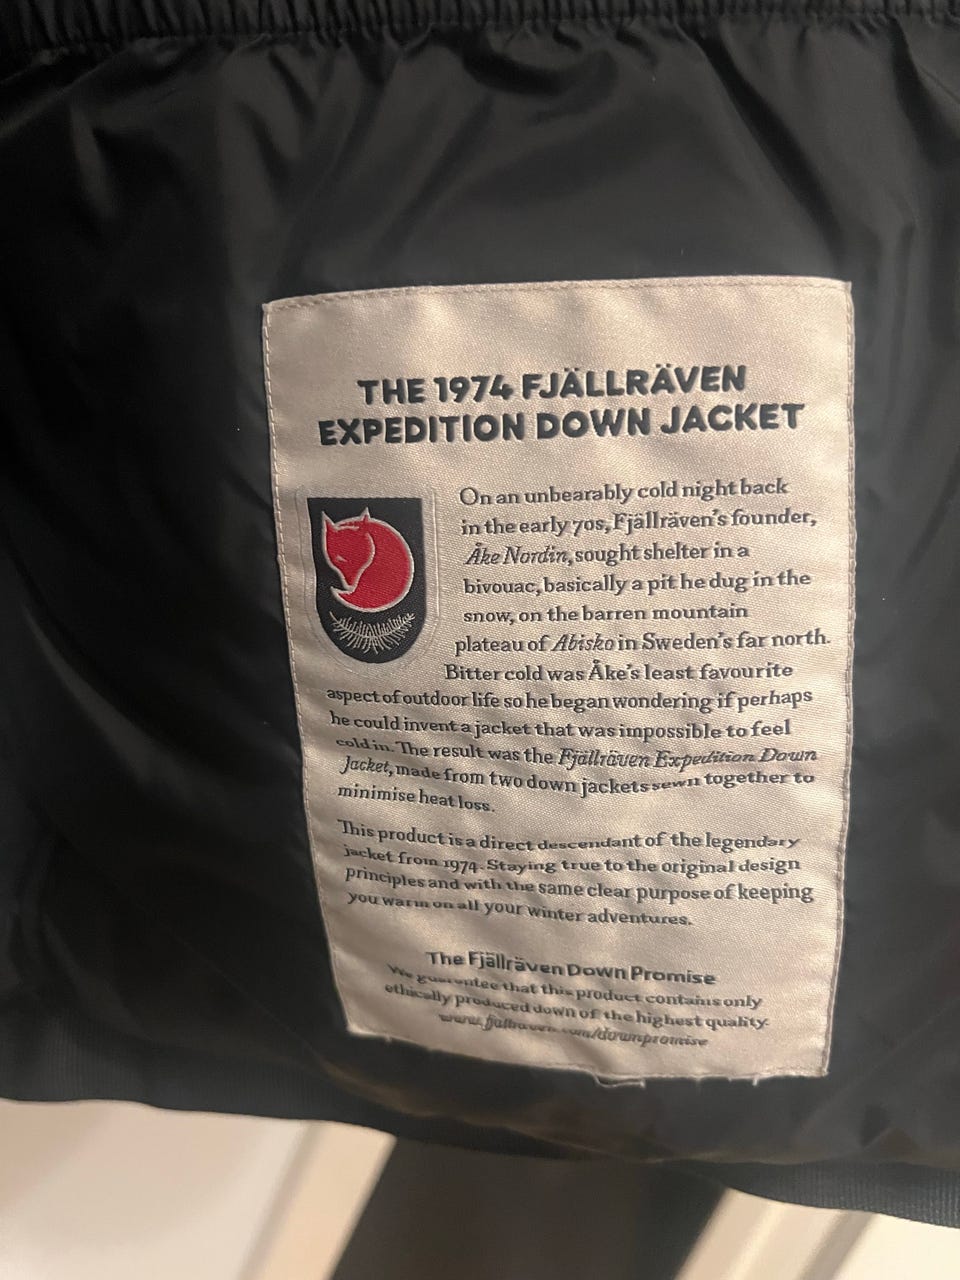 THE 1974 FJÄLLRÄVEN
EXPEDITION DOWN JACKET
On an unbearably cold night back
in the early 70s, Fjällräven's founder,
Åke Nordin, sought shelter in a
bivouac, basically a pit he dug in the
snow, on the barren mountain
plateau of Abisko in Sweden's far north.
Bitter cold was Åke's least favourite
aspect of outdoor life so he began wondering if perhaps
he could invent a jacket that was impossible to feel
cold in. The result was the Fjällräven Expedition Down
Jacket, made from two down jackets sewn together to
minimise heat loss.
This product is a direct descendant of the legendary
jacket from 1974. Staying true to the original design
principles and with the same clear purpose of keeping
you warm on all your winter adventures.
The Fjällräven Down Promise
We guarantee that this product contains only
ethically produced down of the highest quality.
www.fjallraven.com/downpromise